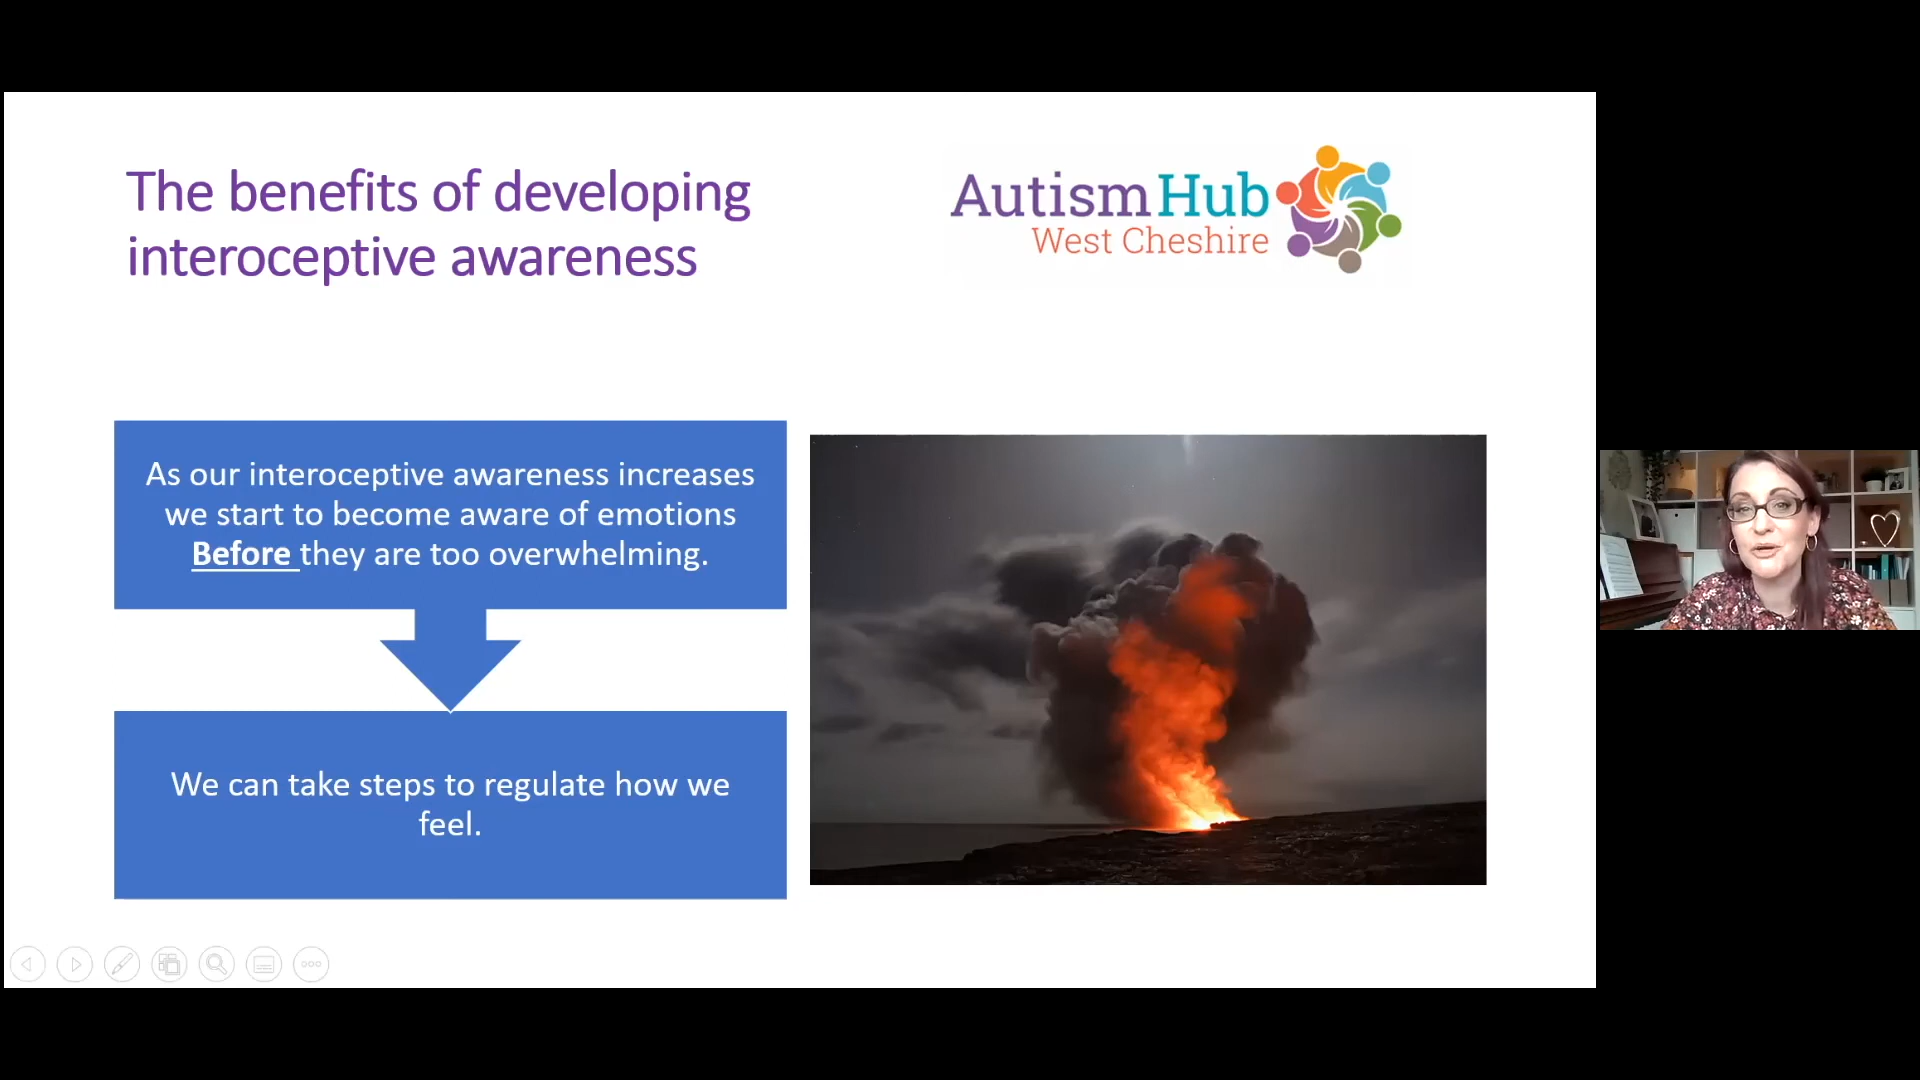 The benefits of developing
interoceptive awareness
Autism Hub
West Cheshire
As our interoceptive awareness increases
we start to become aware of emotions
Before they are too overwhelming.
We can take steps to regulate how we
feel.